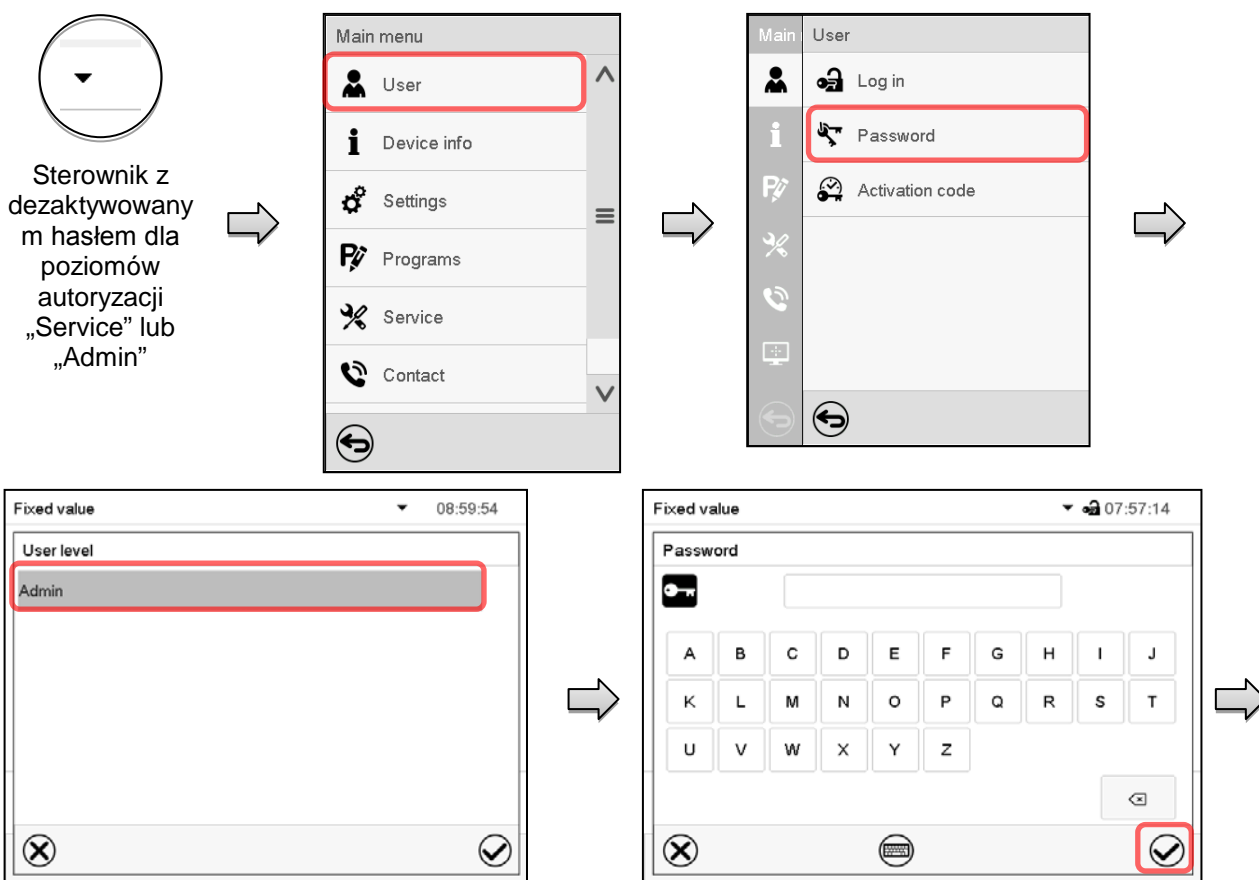 Sterownik z
dezaktywowany
m hasłem dla
poziomów
autoryzacji
„Service” lub
„Admin”
Main menu
User
Device info
Settings
Programs
Service
Contact
Main
User
Log in
Password
Activation code
Fixed value 08:59:54
User level
Admin
Fixed value 07:57:14
Password
A B C D E F G H I J
K L M N O P Q R S T
U V W X Y Z